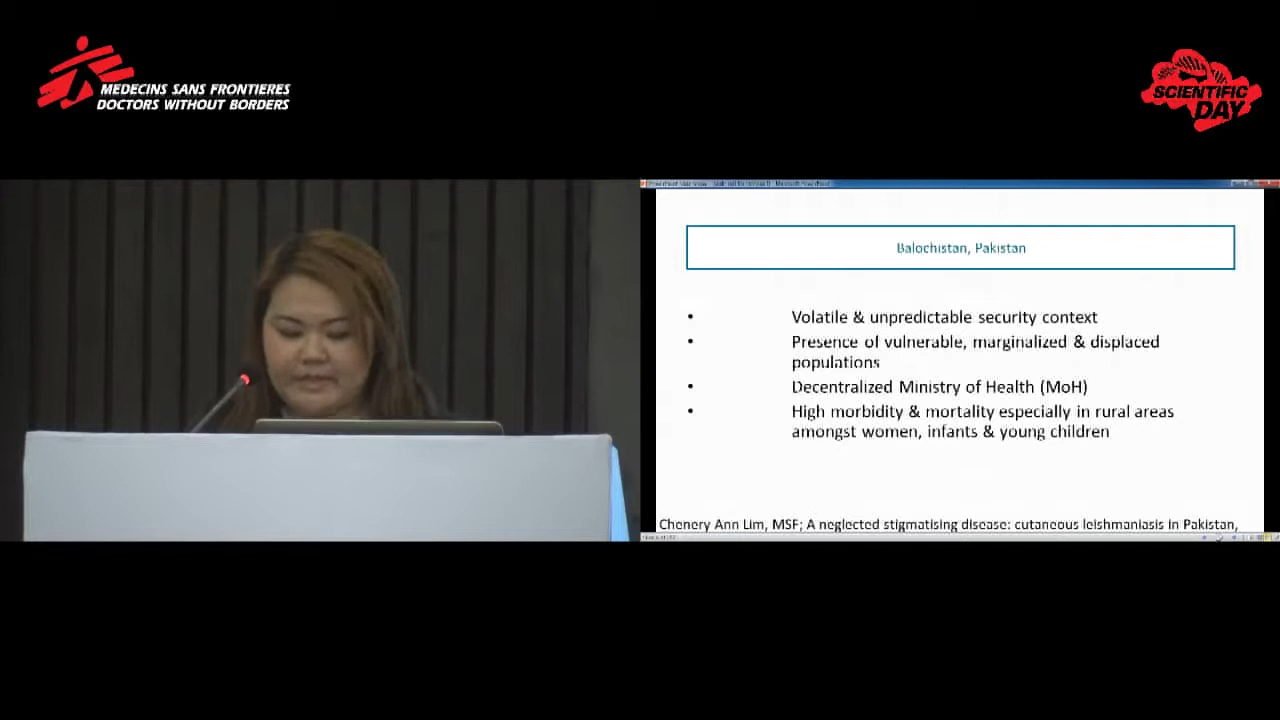 MEDECINS SANS FRONTIERES
DOCTORS WITHOUT BORDERS
SCIENTIFIC
DAY
Balochistan, Pakistan
• Volatile & unpredictable security context
• Presence of vulnerable, marginalized & displaced
populations
• Decentralized Ministry of Health (MoH)
• High morbidity & mortality especially in rural areas
amongst women, infants & young children
Chenery Ann Lim, MSF; A neglected stigmatising disease: cutaneous leishmaniasis in Pakistan,